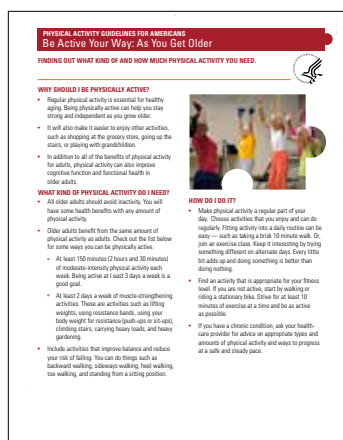 PHYSICAL ACTIVITY GUIDELINES FOR AMERICANS
Be Active Your Way: As You Get Older
FINDING OUT WHAT KIND OF AND HOW MUCH PHYSICAL ACTIVITY YOU NEED.
WHY SHOULD I BE PHYSICALLY ACTIVE?
• Regular physical activity is essential for healthy
aging. Being physically active can help you stay
strong and independent as you grow older.
• It will also make it easier to enjoy other activities,
such as shopping at the grocery store, going up the
stairs, or playing with grandchildren.
• In addition to all of the benefits of physical activity
for adults, physical activity can also improve
cognitive function and functional health in
older adults.
WHAT KIND OF PHYSICAL ACTIVITY DO I NEED?
• All older adults should avoid inactivity. You will
have some health benefits with any amount of
physical activity.
• Older adults benefit from the same amount of
physical activity as adults. Check out the list below
for some ways you can be physically active.
• At least 150 minutes (2 hours and 30 minutes)
of moderate-intensity physical activity each
week. Being active at l east 3 days a week is a
good goal.
• At least 2 days a week of muscle-strengthening
activities. These are activities such as lifting
weights, using resistance bands, using your
body weight for resistance (push-ups or sit-ups),
climbing stairs, carrying heavy loads, and heavy
gardening.
• Include activities that improve balance and reduce
your risk of falling. You can do things such as
backward walking, sideways walking, heel walking,
toe walking, and standing from a sitting position.
HOW DO I DO IT?
• Make physical activity a regular part of your
day. Choose activities that you enjoy and can do
regularly. Fitting activity into a daily routine can be
easy — such as taking a brisk 10 minute walk. Or,
join an exercise class. Keep it interesting by trying
something different on alternate days. Every little
bit adds up and doing something is better than
doing nothing.
• Find an activity that is appropriate for your fitness
level. If you are not active, start by walking or
riding a stationary bike. Strive for at least 10
minutes of exercise at a time and be as active
as possible.
• If you have a chronic condition, ask your health-
care provider for advice on appropriate types and
amounts of physical activity and ways to progress
at a safe and steady pace.